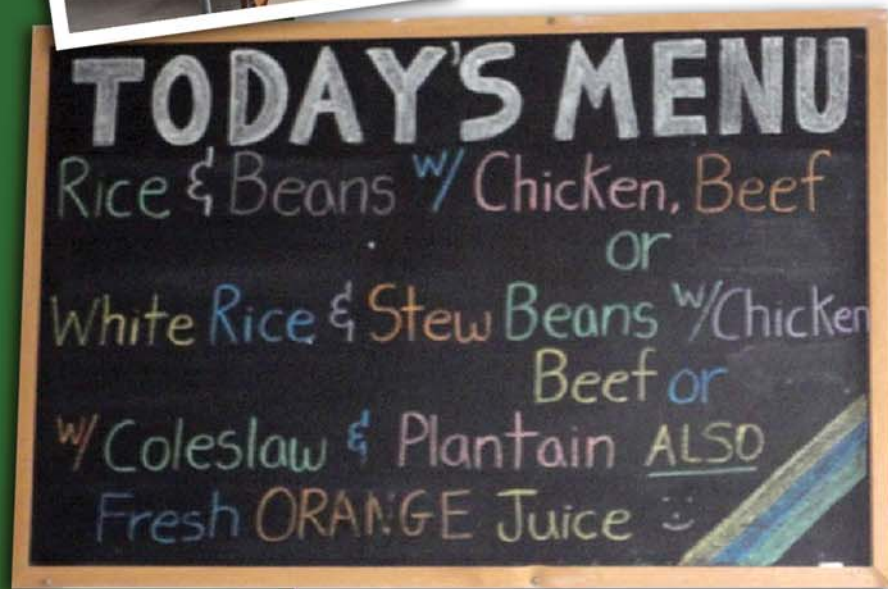 TODAY'S MENU
Rice & Beans w/ Chicken, Beef
or
White Rice & Stew Beans w/Chicken
Beef or
w/ Coleslaw & Plantain ALSO
Fresh ORANGE Juice